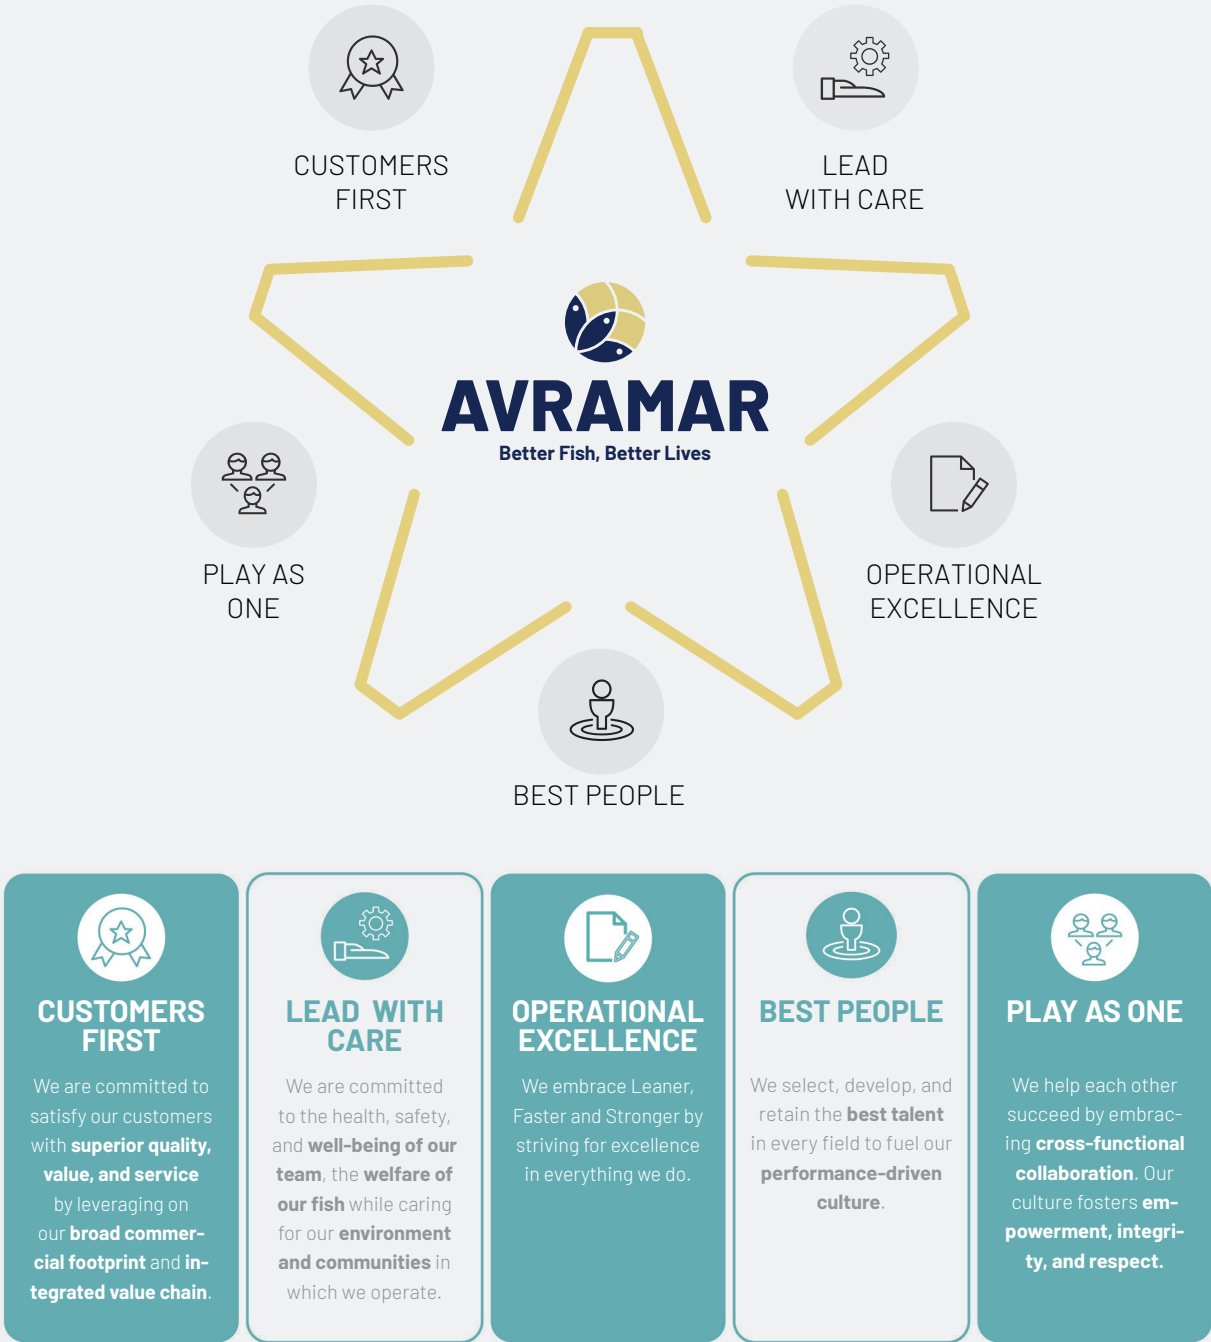 CUSTOMERS
FIRST
LEAD
WITH CARE
AVRAMAR
Better Fish, Better Lives
PLAY AS
ONE
OPERATIONAL
EXCELLENCE
BEST PEOPLE
CUSTOMERS
FIRST
We are committed to
satisfy our customers
with superior quality,
value, and service
by leveraging on
our broad commer-
cial footprint and in-
tegrated value chain.
LEAD WITH
CARE
We are committed
to the health, safety,
and well-being of our
team, the welfare of
our fish while caring
for our environment
and communities in
which we operate.
OPERATIONAL
EXCELLENCE
We embrace Leaner,
Faster and Stronger by
striving for excellence
in everything we do.
BEST PEOPLE
We select, develop, and
retain the best talent
in every field to fuel our
performance-driven
culture.
PLAY AS ONE
We help each other
succeed by embrac-
ing cross-functional
collaboration. Our
culture fosters em-
powerment, integri-
ty, and respect.